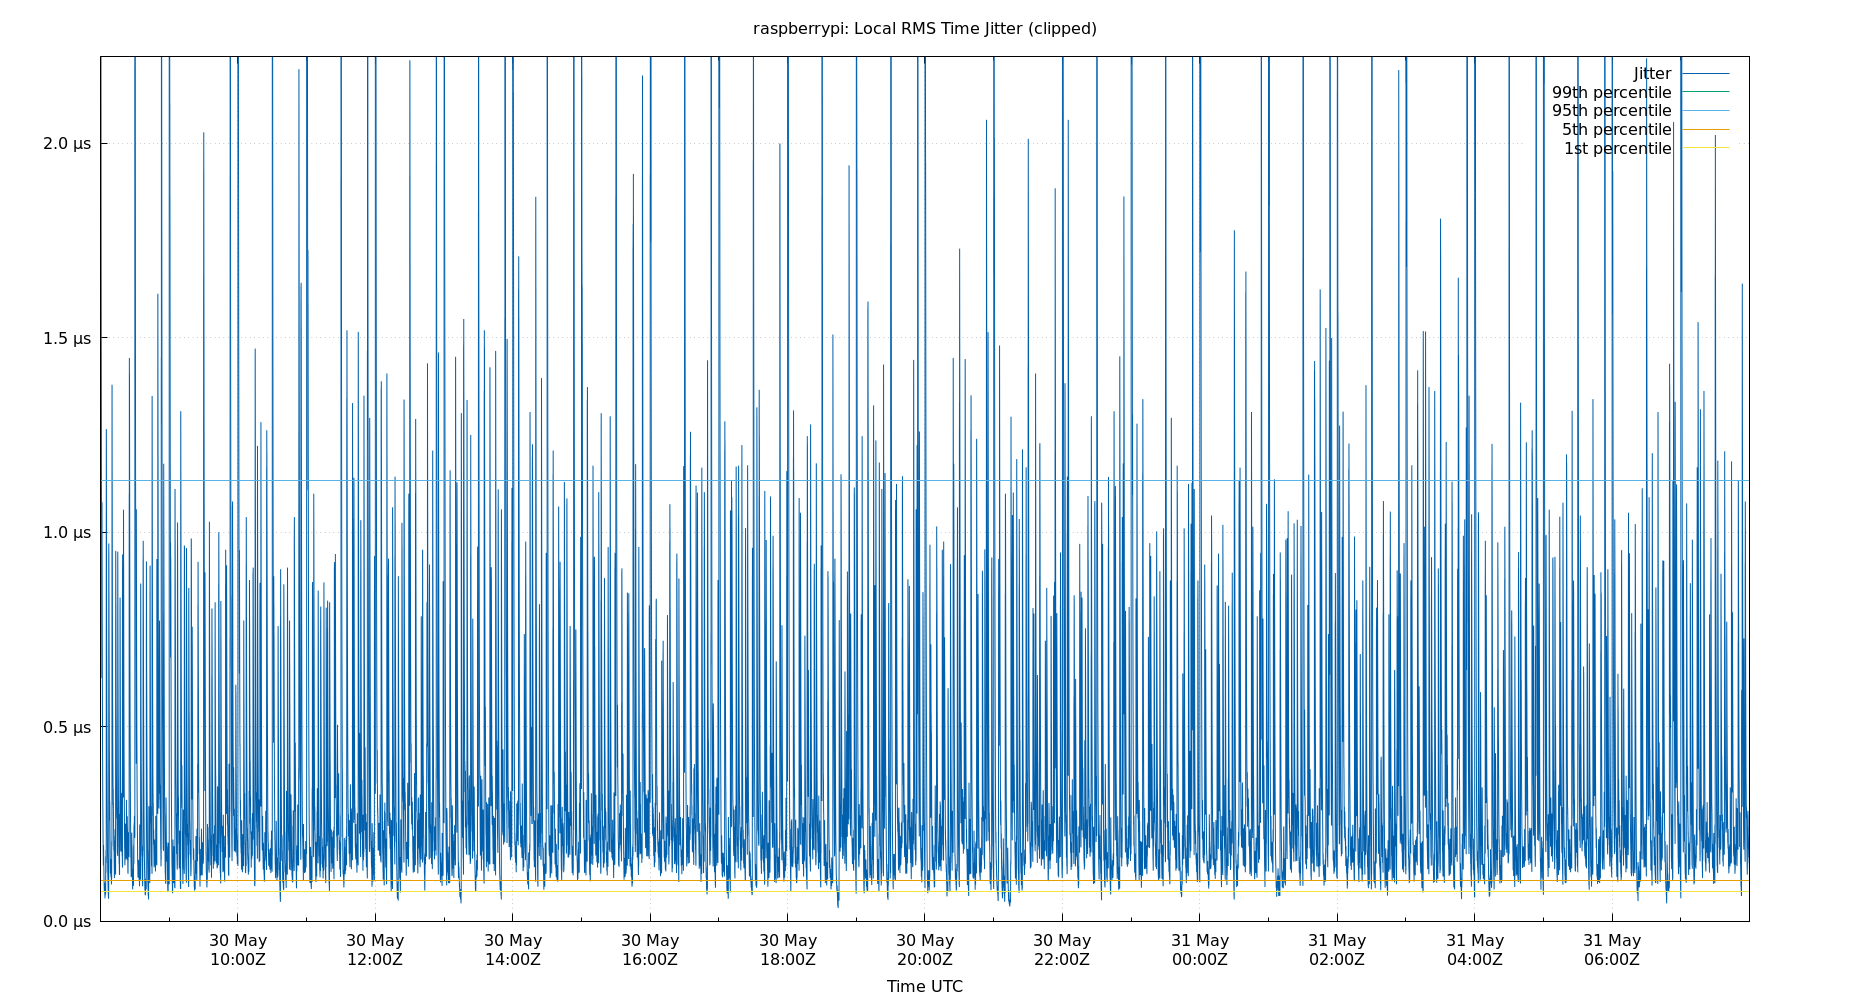 raspberrypi: Local RMS Time Jitter (clipped)
Jitter
99th percentile
95th percentile
5th percentile
1st percentile
2.0 μs
1.5 μs
1.0 μs
0.5 μs
0.0 μs
30 May 30 May 30 May 30 May 30 May 30 May 30 May 31 May 31 May 31 May 31 May
10:00Z 12:00Z 14:00Z 16:00Z 18:00Z 20:00Z 22:00Z 00:00Z 02:00Z 04:00Z 06:00Z
Time UTC